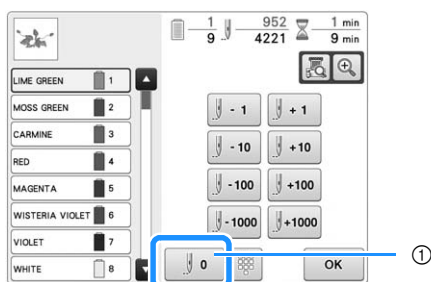 1 952 1 min
9 4221 9 min
LIME GREEN 1
MOSS GREEN 2
CARMINE 3
RED 4
MAGENTA 5
WISTERIA VIOLET 6
VIOLET 7
WHITE 8
- 1 + 1
- 10 +10
-100 +100
-1000 +1000
0 OK
①